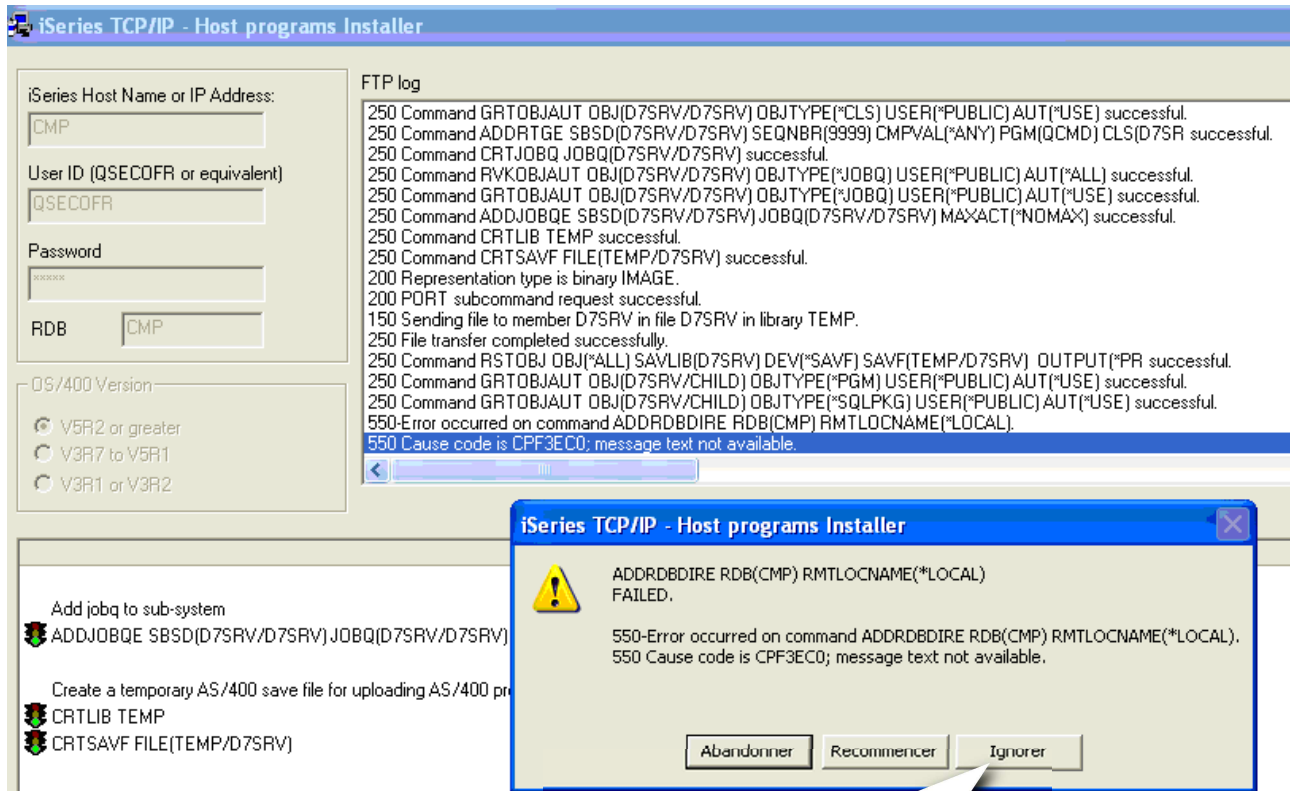 iSeries TCP/IP - Host programs Installer
iSeries Host Name or IP Address:
CMP
User ID (QSECOFR or equivalent)
QSECOFR
Password
xxxxx
RDB
CMP
OS/400 Version
V5R2 or greater
V3R7 to V5R1
V3R1 or V3R2
FTP log
250 Command GRTOBJAUT OBJ(D7SRV/D7SRV) OBJTYPE(*CLS) USER(*PUBLIC) AUT(*USE) successful.
250 Command ADDRTGE SBSD(D7SRV/D7SRV) SEQNBR(9999) CMPVAL(*ANY) PGM(QCMD) CLS(D7SR successful.
250 Command CRTJOBQ JOBQ(D7SRV/D7SRV) successful.
250 Command RVKOBJAUT OBJ(D7SRV/D7SRV) OBJTYPE(*JOBQ) USER(*PUBLIC) AUT(*ALL) successful.
250 Command GRTOBJAUT OBJ(D7SRV/D7SRV) OBJTYPE(*JOBQ) USER(*PUBLIC) AUT(*USE) successful.
250 Command ADDJOBQE SBSD(D7SRV/D7SRV) JOBQ(D7SRV/D7SRV) MAXACT(*NOMAX) successful.
250 Command CRTLIB TEMP successful.
250 Command CRTSAVF FILE(TEMP/D7SRV) successful.
200 Representation type is binary IMAGE.
200 PORT subcommand request successful.
150 Sending file to member D7SRV in file D7SRV in library TEMP.
250 File transfer completed successfully.
250 Command RSTOBJ OBJ(*ALL) SAVLIB(D7SRV) DEV(*SAVF) SAVF(TEMP/D7SRV) OUTPUT(*PR successful.
250 Command GRTOBJAUT OBJ(D7SRV/CHILD) OBJTYPE(*PGM) USER(*PUBLIC) AUT(*USE) successful.
250 Command GRTOBJAUT OBJ(D7SRV/CHILD) OBJTYPE(*SQLPKG) USER(*PUBLIC) AUT(*USE) successful.
550-Error occurred on command ADDRDBDIRE RDB(CMP) RMTLOCNAME(*LOCAL).
550 Cause code is CPF3EC0; message text not available.
Add jobq to sub-system
ADDJOBQE SBSD(D7SRV/D7SRV) JOBQ(D7SRV/D7SRV)
Create a temporary AS/400 save file for uploading AS/400
CRTLIB TEMP
CRTSAVF FILE(TEMP/D7SRV)
iSeries TCP/IP - Host programs Installer
ADDRDBDIRE RDB(CMP) RMTLOCNAME(*LOCAL)
FAILED.
550-Error occurred on command ADDRDBDIRE RDB(CMP) RMTLOCNAME(*LOCAL).
550 Cause code is CPF3EC0; message text not available.
Abandonner
Recommencer
Ignorer